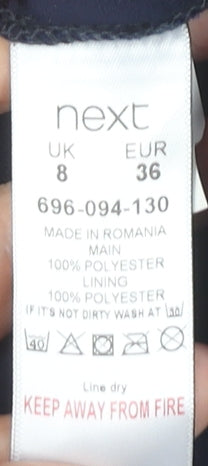 next
UK EUR
8 36
696-094-130
MADE IN ROMANIA
MAIN
100% POLYESTER
LINING
100% POLYESTER
IF IT'S NOT DIRTY WASH AT 30
40
Line dry
KEEP AWAY FROM FIRE